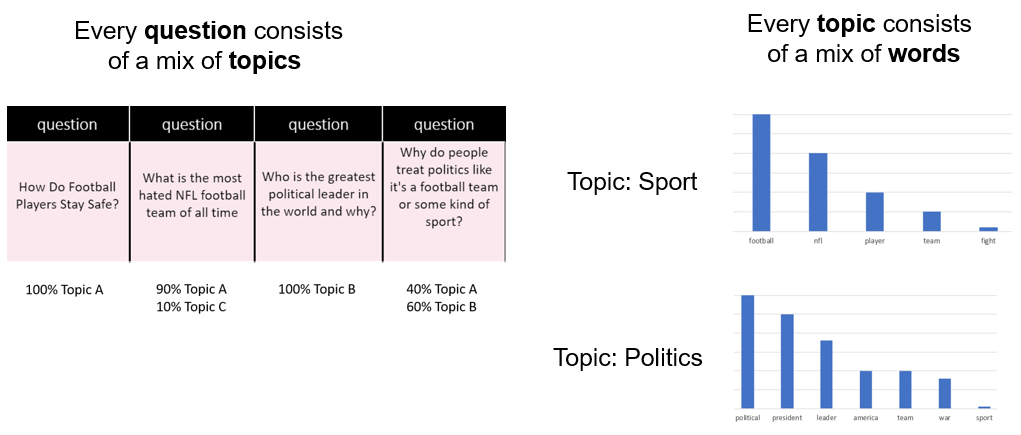 Every question consists
of a mix of topics
question
question
question
question
How Do Football
Players Stay Safe?
What is the most
hated NFL football
team of all time
Who is the greatest
political leader in
the world and why?
Why do people
treat politics like
it's a football team
or some kind of
sport?
100% Topic A
90% Topic A
10% Topic C
100% Topic B
40% Topic A
60% Topic B
Every topic consists
of a mix of words
Topic: Sport
football
nfl
player
team
fight
Topic: Politics
political
president
leader
america
team
war
sport